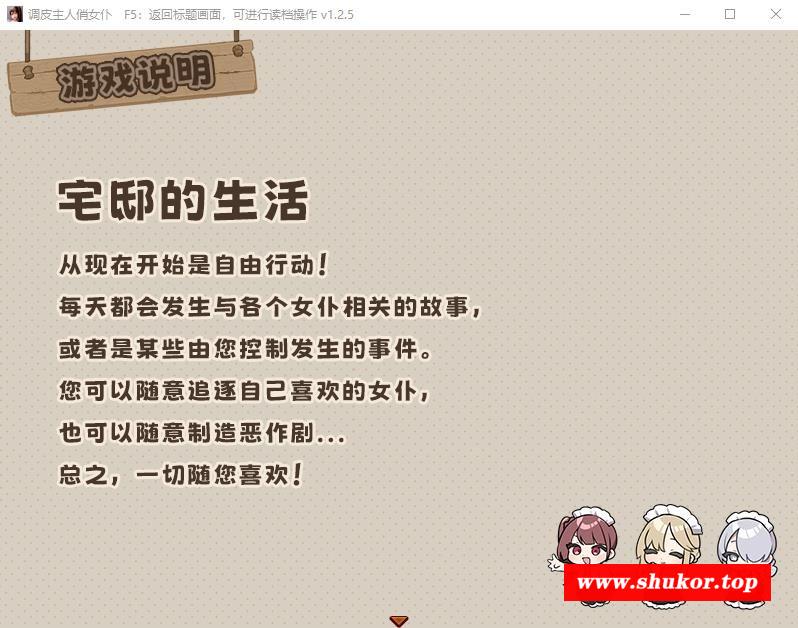 调皮主人俏女仆 F5：返回标题画面，可进行读档操作 v1.2.5
游戏说明
宅邸的生活
从现在开始是自由行动！
每天都会发生与各个女仆相关的故事，
或者是某些由您控制发生的事件。
您可以随意追逐自己喜欢的女仆，
也可以随意制造恶作剧...
总之，一切随您喜欢！
www.shukor.top